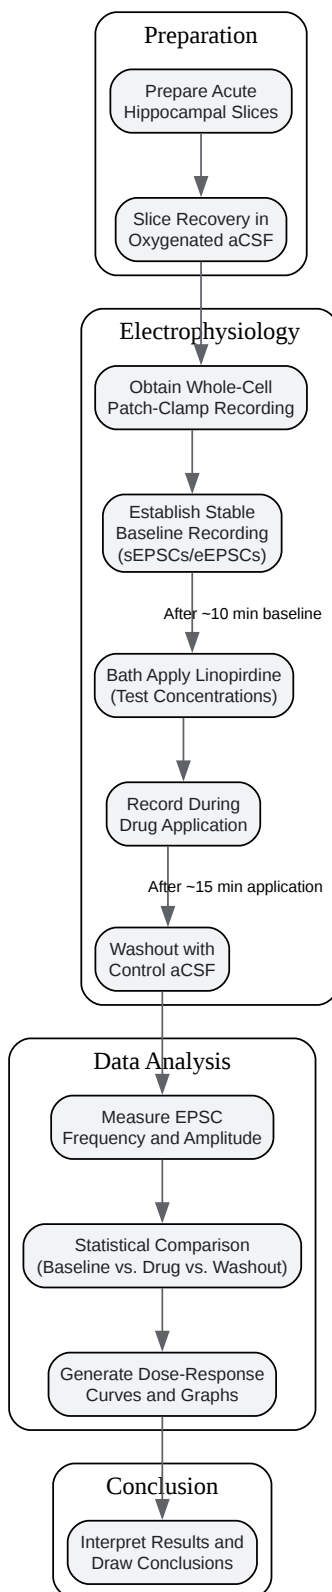 Preparation
Prepare Acute
Hippocampal Slices
Slice Recovery in
Oxygenated aCSF
Electrophysiology
Obtain Whole-Cell
Patch-Clamp Recording
Establish Stable
Baseline Recording
(sEPSCs/eEPSCs)
After ~10 min baseline
Bath Apply Linopirdine
(Test Concentrations)
Record During
Drug Application
After ~15 min application
Washout with
Control aCSF
Data Analysis
Measure EPSC
Frequency and Amplitude
Statistical Comparison
(Baseline vs. Drug vs. Washout)
Generate Dose-Response
Curves and Graphs
Conclusion
Interpret Results and
Draw Conclusions